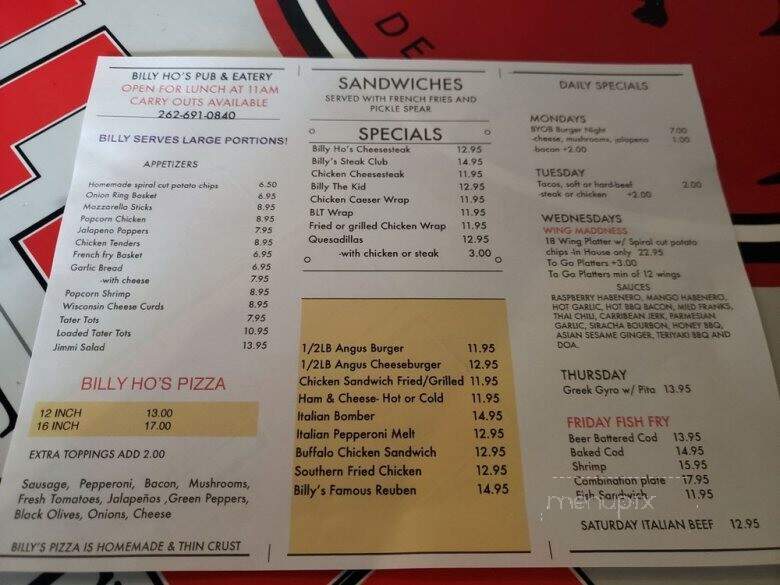 DE
BILLY HO'S PUB & EATERY
OPEN FOR LUNCH AT 11AM
CARRY OUTS AVAILABLE
262-691-0840
BILLY SERVES LARGE PORTIONS!
APPETIZERS
Homemade spiral cut potato chips 6.50
Onion Ring Basket 6.95
Mozzarella Sticks 8.95
Popcorn Chicken 8.95
Jalapeno Poppers 7.95
Chicken Tenders 8.95
French fry Basket 6.95
Garlic Bread 6.95
-with cheese 7.95
Popcorn Shrimp 8.95
Wisconsin Cheese Curds 8.95
Tater Tots 7.95
Loaded Tater Tots 10.95
Jimmi Salad 13.95
BILLY HO'S PIZZA
12 INCH 13.00
16 INCH 17.00
EXTRA TOPPINGS ADD 2.00
Sausage, Pepperoni, Bacon, Mushrooms,
Fresh Tomatoes, Jalapeños ,Green Peppers,
Black Olives, Onions, Cheese
BILLY'S PIZZA IS HOMEMADE & THIN CRUST
SANDWICHES
SERVED WITH FRENCH FRIES AND
PICKLE SPEAR
SPECIALS
Billy Ho's Cheesesteak 12.95
Billy's Steak Club 14.95
Chicken Cheesesteak 11.95
Billy The Kid 12.95
Chicken Caeser Wrap 11.95
BLT Wrap 11.95
Fried or grilled Chicken Wrap 11.95
Quesadillas 12.95
-with chicken or steak 3.00
1/2LB Angus Burger 11.95
1/2LB Angus Cheeseburger 12.95
Chicken Sandwich Fried/Grilled 11.95
Ham & Cheese- Hot or Cold 11.95
Italian Bomber 14.95
Italian Pepperoni Melt 12.95
Buffalo Chicken Sandwich 12.95
Southern Fried Chicken 12.95
Billy's Famous Reuben 14.95
DAILY SPECIALS
MONDAYS
BYOB Burger Night 7.00
-cheese, mushrooms, jalapeno 1.00
-bacon +2.00
TUESDAY
Tacos, soft or hard-beef 2.00
-steak or chicken +2.00
WEDNESDAYS
WING MADDNESS
18 Wing Platter w/ Spiral cut potato
chips -In House only 22.95
To Go Platters +3.00
To Go Platters min of 12 wings
SAUCES
RASPBERRY HABENERO, MANGO HABENERO,
HOT GARLIC, HOT BBQ BACON, MILD FRANKS,
THAI CHILI, CARRIBEAN JERK, PARMESIAN
GARLIC, SIRACHA BOURBON, HONEY BBQ,
ASIAN SESAME GINGER, TERIYAKI BBQ AND
DOA.
THURSDAY
Greek Gyro w/ Pita 13.95
FRIDAY FISH FRY
Beer Battered Cod 13.95
Baked Cod 14.95
Shrimp 15.95
Combination plate 17.95
Fish Sandwich 11.95
menupix
SATURDAY ITALIAN BEEF 12.95